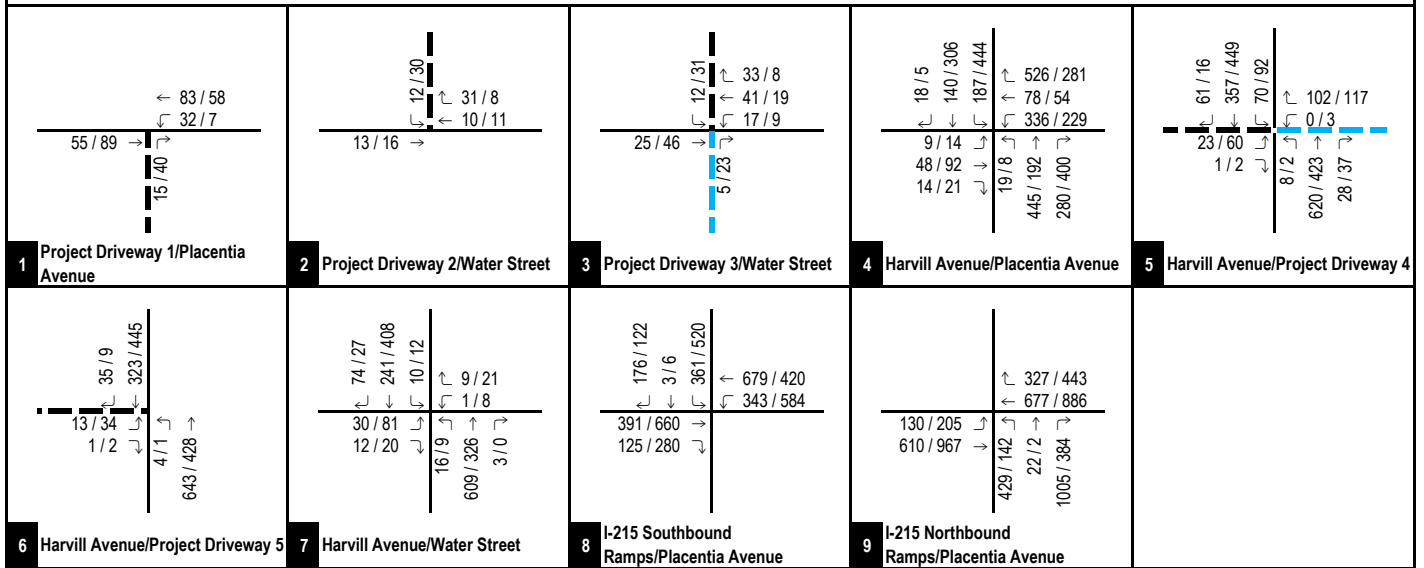 ← 83 / 58
32 / 7
55 / 89 →
15 / 40
1 Project Driveway 1/Placentia
Avenue
12 / 30
31 / 8
← 10 / 11
13 / 16 →
2 Project Driveway 2/Water Street
12 / 31
33 / 8
← 41 / 19
17 / 9
25 / 46 →
5 / 23
3 Project Driveway 3/Water Street
18 / 5
140 / 306
187 / 444
526 / 281
← 78 / 54
336 / 229
9 / 14
48 / 92 →
14 / 21
19 / 8
445 / 192
280 / 400
4 Harvill Avenue/Placentia Avenue
61 / 16
357 / 449
70 / 92
102 / 117
0 / 3
23 / 60
1 / 2
8 / 2
620 / 423
28 / 37
5 Harvill Avenue/Project Driveway 4
35 / 9
323 / 445
13 / 34
1 / 2
4 / 1
643 / 428
6 Harvill Avenue/Project Driveway 5
74 / 27
241 / 408
10 / 12
9 / 21
1 / 8
30 / 81
12 / 20
16 / 9
609 / 326
3 / 0
7 Harvill Avenue/Water Street
176 / 122
3 / 6
361 / 520
← 679 / 420
343 / 584
391 / 660 →
125 / 280
8 I-215 Southbound
Ramps/Placentia Avenue
327 / 443
← 677 / 886
130 / 205
610 / 967 →
429 / 142
22 / 2
1005 / 384
9 I-215 Northbound
Ramps/Placentia Avenue